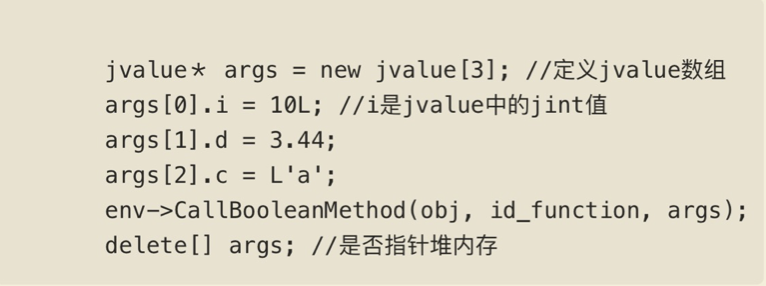 jvalue* args = new jvalue[3]; //定义jvalue数组
args[0].i = 10L; //i是jvalue中的jint值
args[1].d = 3.44;
args[2].c = L'a';
env->CallBooleanMethod(obj, id_function, args);
delete[] args; //是否指针堆内存